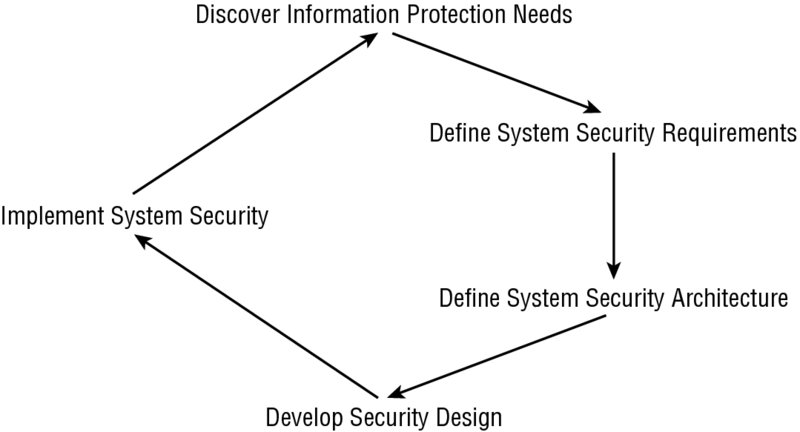 Discover Information Protection Needs
Define System Security Requirements
Implement System Security
Define System Security Architecture
Develop Security Design